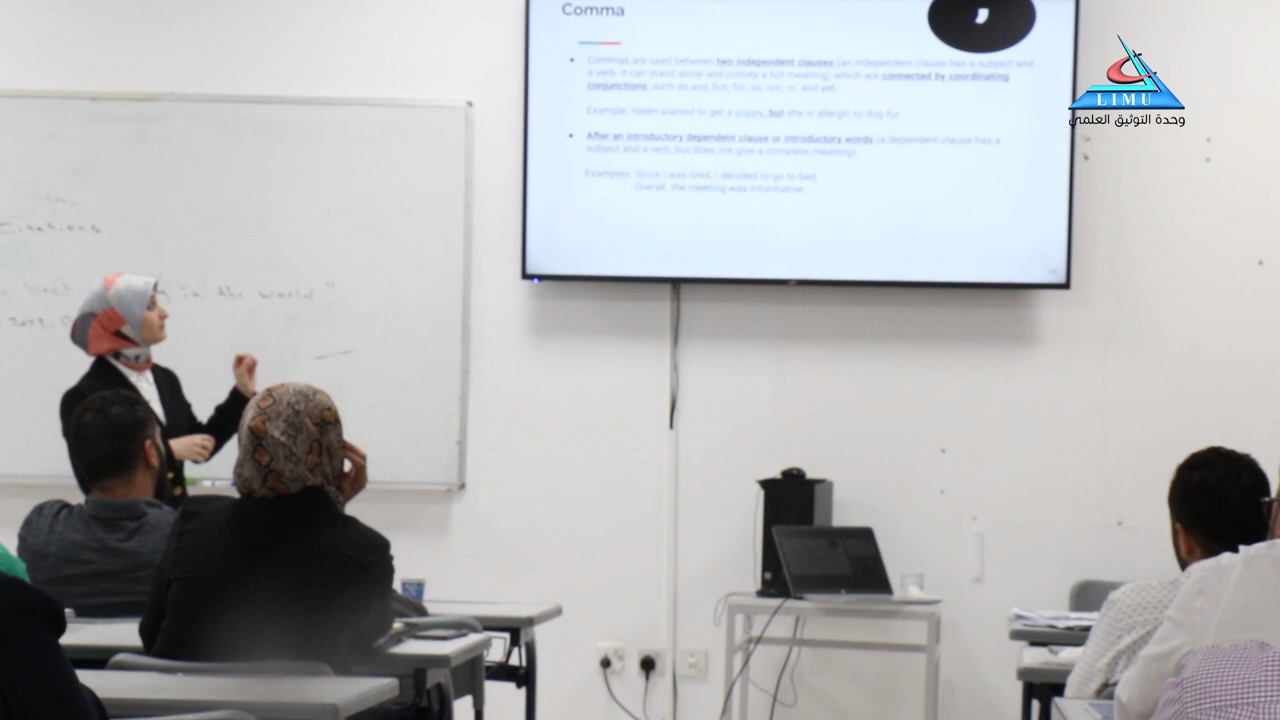 Comma
,
• Commas are used between two independent clauses (an independent clause has a subject and
a verb. It can stand alone and convey a full meaning) which are connected by coordinating
conjunctions, such as and, but, for, so, nor, or, and yet.
Example: Helen wanted to get a puppy, but she is allergic to dog fur.
• After an introductory dependent clause or introductory words (a dependent clause has a
subject and a verb, but does not give a complete meaning).
Examples: Since i was tired, i decided to go to bed.
Overall, the meeting was informative.
LIMU
وحدة التوثيق العلمي
Citations
in the world"